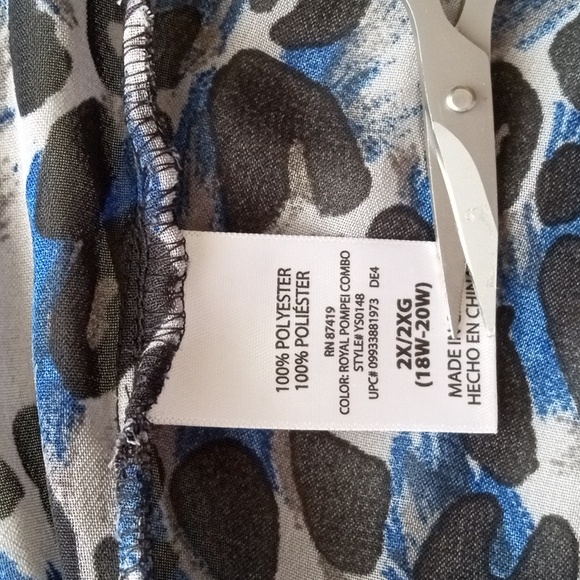 100% POLYESTER
100% POLIÉSTER
RN 87419
COLOR: ROYAL POMPEI COMBO
STYLE# YS0148
UPC# 09933881973 DE4
2X/2XG
(18W-20W)
MADE IN
HECHO EN CHINA